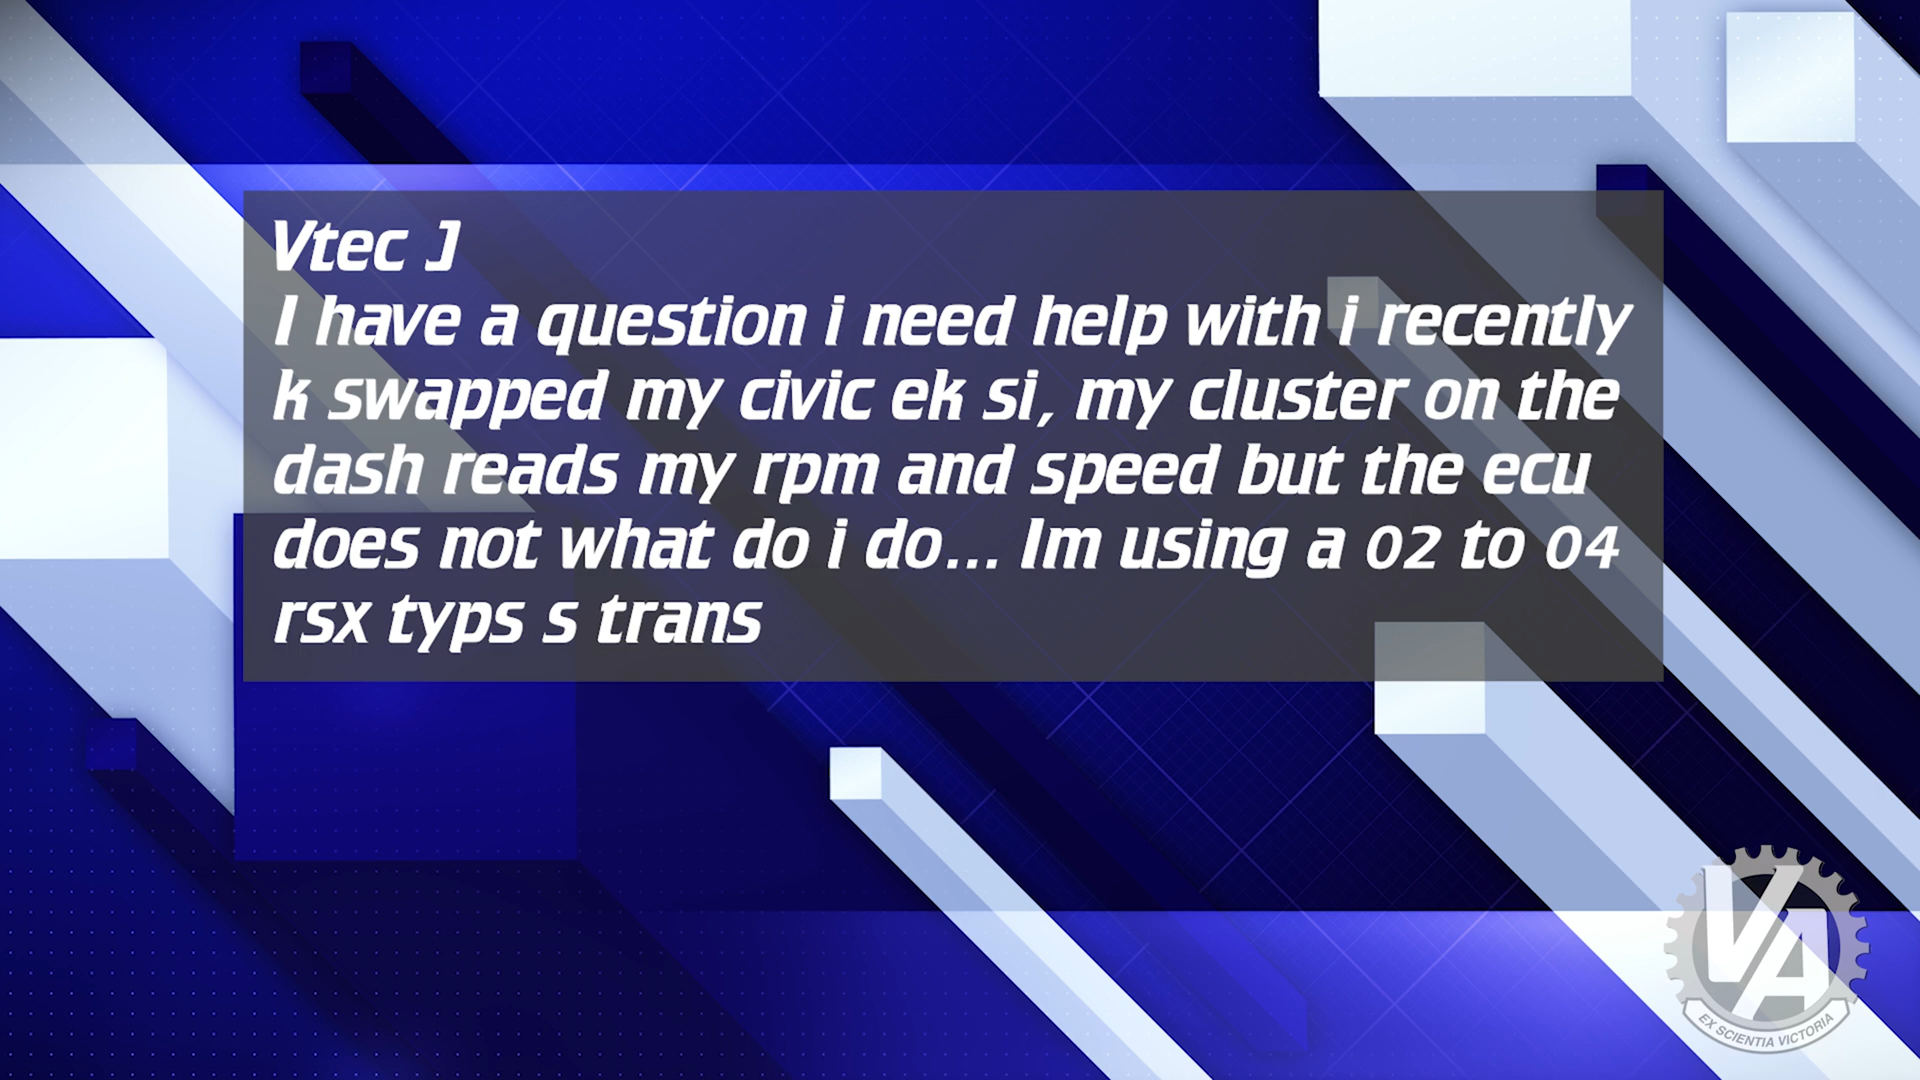 Vtec J
I have a question i need help with i recently
k swapped my civic ek si, my cluster on the
dash reads my rpm and speed but the ecu
does not what do i do... Im using a 02 to 04
rsx typs s trans
VA
EX SCIENTIA VICTORIA